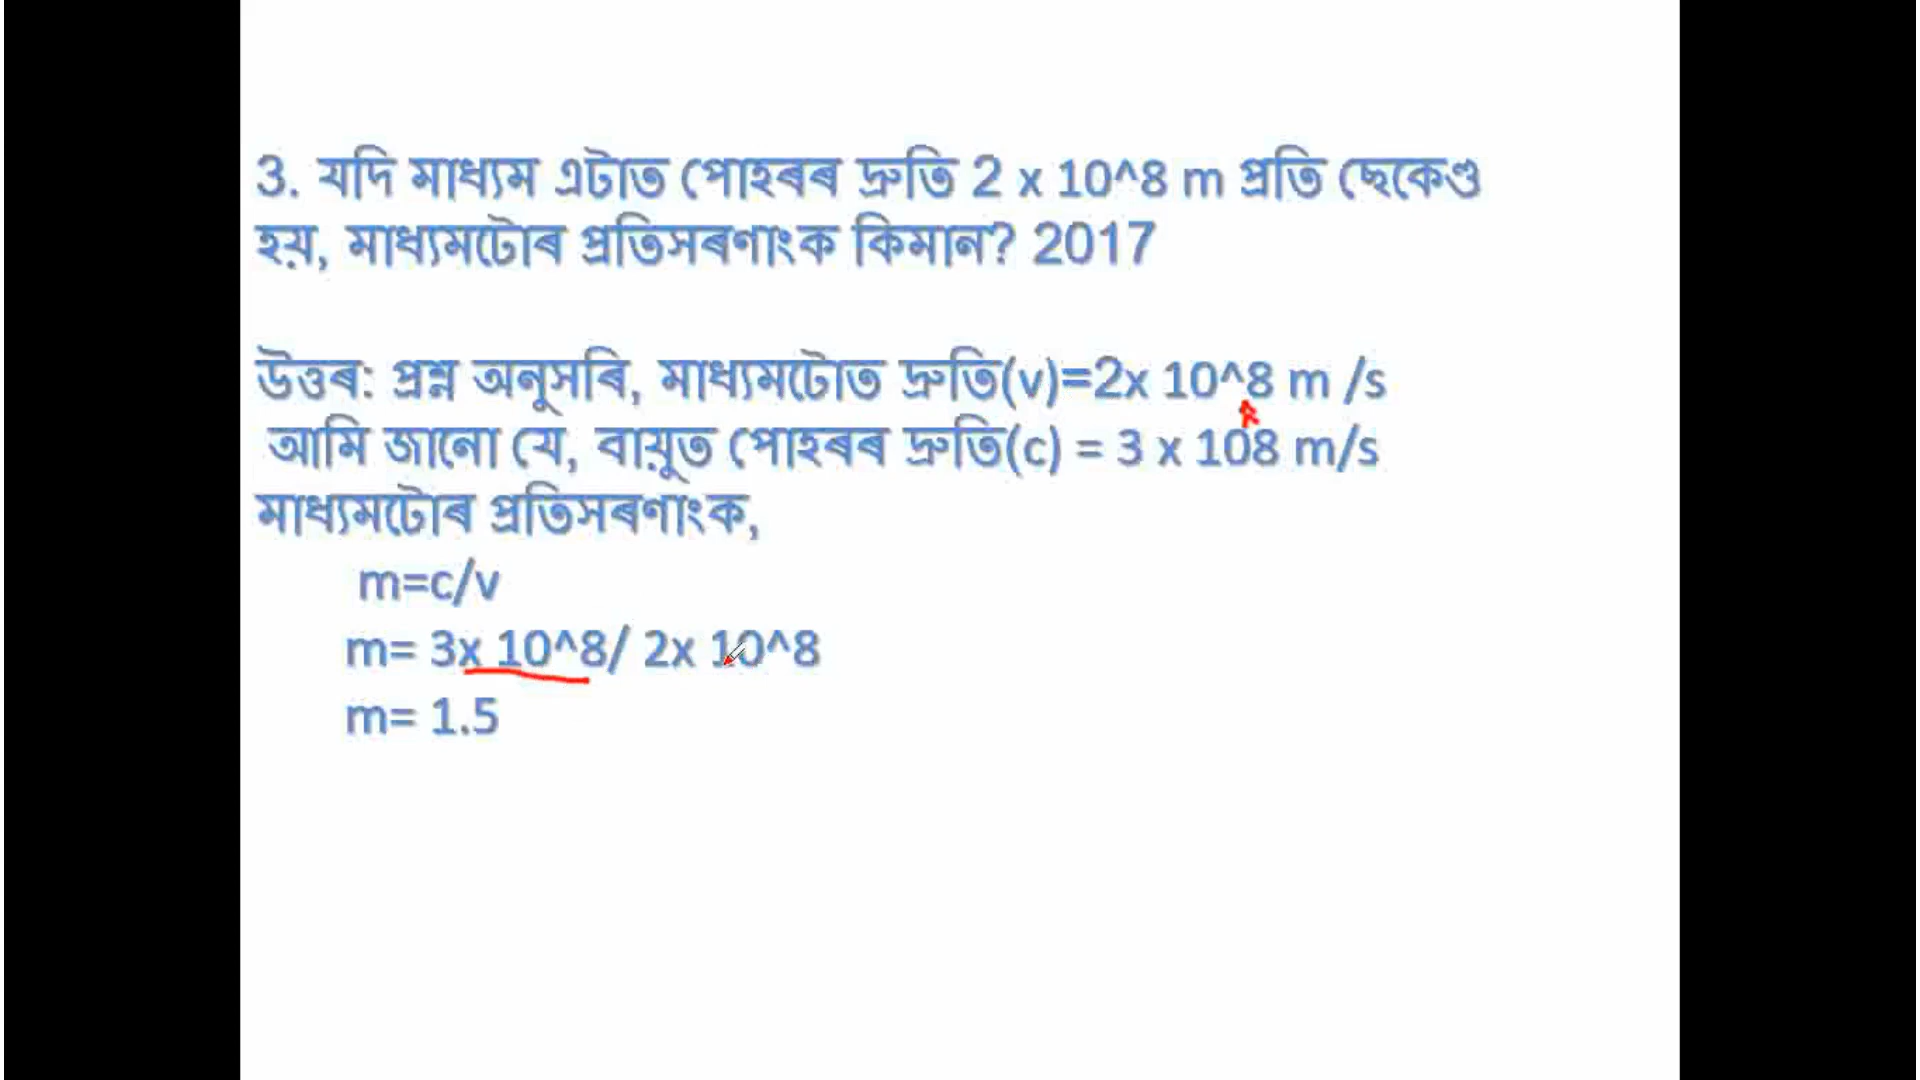 3. যদি মাধ্যম এটাত পোহৰৰ দ্ৰুতি 2 x 10^8 m প্ৰতি ছেকেণ্ড
হয়, মাধ্যমটোৰ প্ৰতিসৰণাংক কিমান? 2017
উত্তৰ: প্ৰশ্ন অনুসৰি, মাধ্যমটোত দ্ৰুতি(v)=2x 10^8 m /s
আমি জানো যে, বায়ুত পোহৰৰ দ্ৰুতি(c) = 3 x 108 m/s
মাধ্যমটোৰ প্ৰতিসৰণাংক,
m=c/v
m= 3x 10^8/ 2x 10^8
m= 1.5